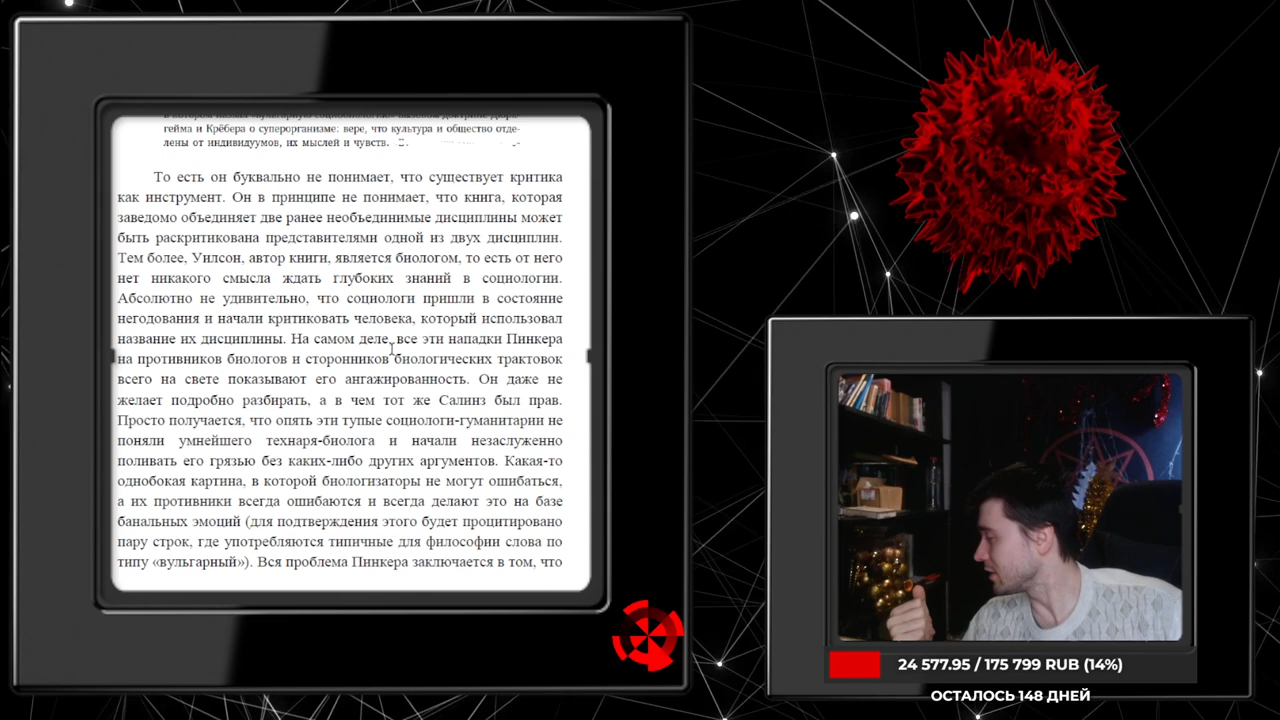 гейма и Крёбера о суперорганизме: вере, что культура и общество отде-
лены от индивидуумов, их мыслей и чувств.
То есть он буквально не понимает, что существует критика
как инструмент. Он в принципе не понимает, что книга, которая
заведомо объединяет две ранее необъединимые дисциплины может
быть раскритикована представителями одной из двух дисциплин.
Тем более, Уилсон, автор книги, является биологом, то есть от него
нет никакого смысла ждать глубоких знаний в социологии.
Абсолютно не удивительно, что социологи пришли в состояние
негодования и начали критиковать человека, который использовал
название их дисциплины. На самом деле, все эти нападки Пинкера
на противников биологов и сторонников биологических трактовок
всего на свете показывают его ангажированность. Он даже не
желает подробно разбирать, а в чем тот же Салинз был прав.
Просто получается, что опять эти тупые социологи-гуманитарии не
поняли умнейшего технаря-биолога и начали незаслуженно
поливать его грязью без каких-либо других аргументов. Какая-то
однобокая картина, в которой биологизаторы не могут ошибаться,
а их противники всегда ошибаются и всегда делают это на базе
банальных эмоций (для подтверждения этого будет процитировано
пару строк, где употребляются типичные для философии слова по
типу «вульгарный»). Вся проблема Пинкера заключается в том, что
24 577.95 / 175 799 RUB (14%)
ОСТАЛОСЬ 148 ДНЕЙ